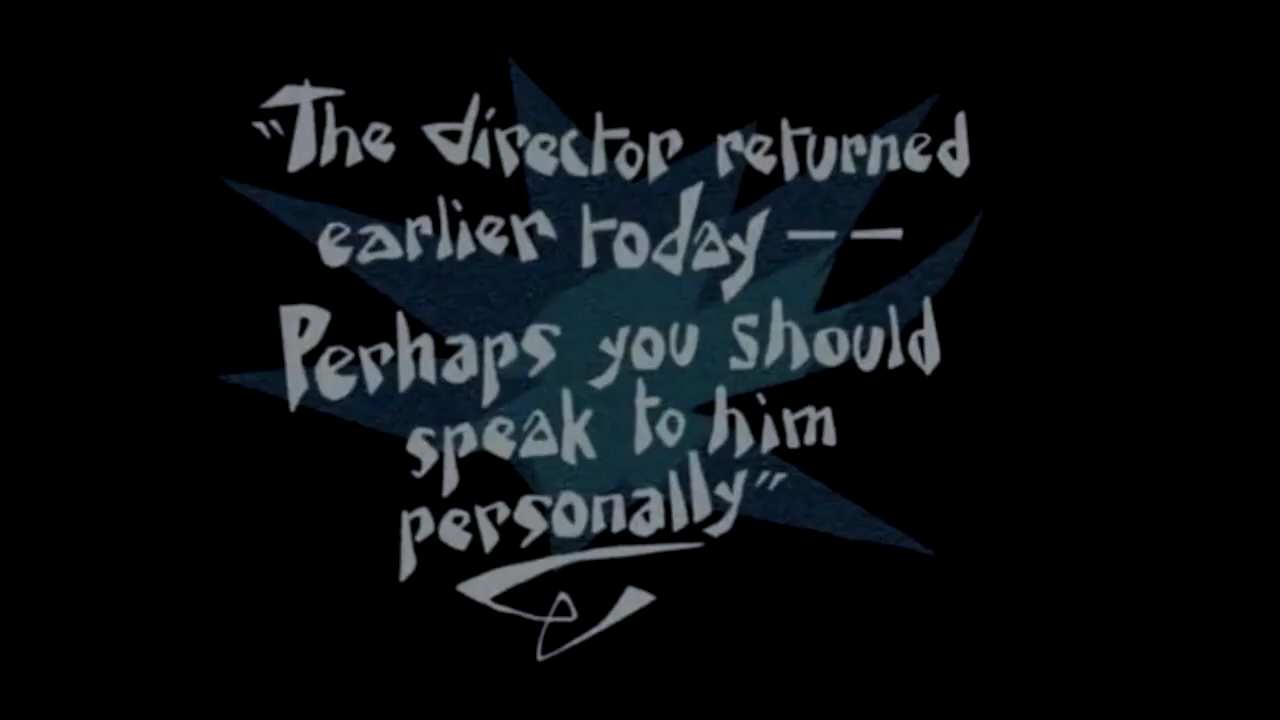 "The director returned
earlier today --
Perhaps you should
speak to him
personally"